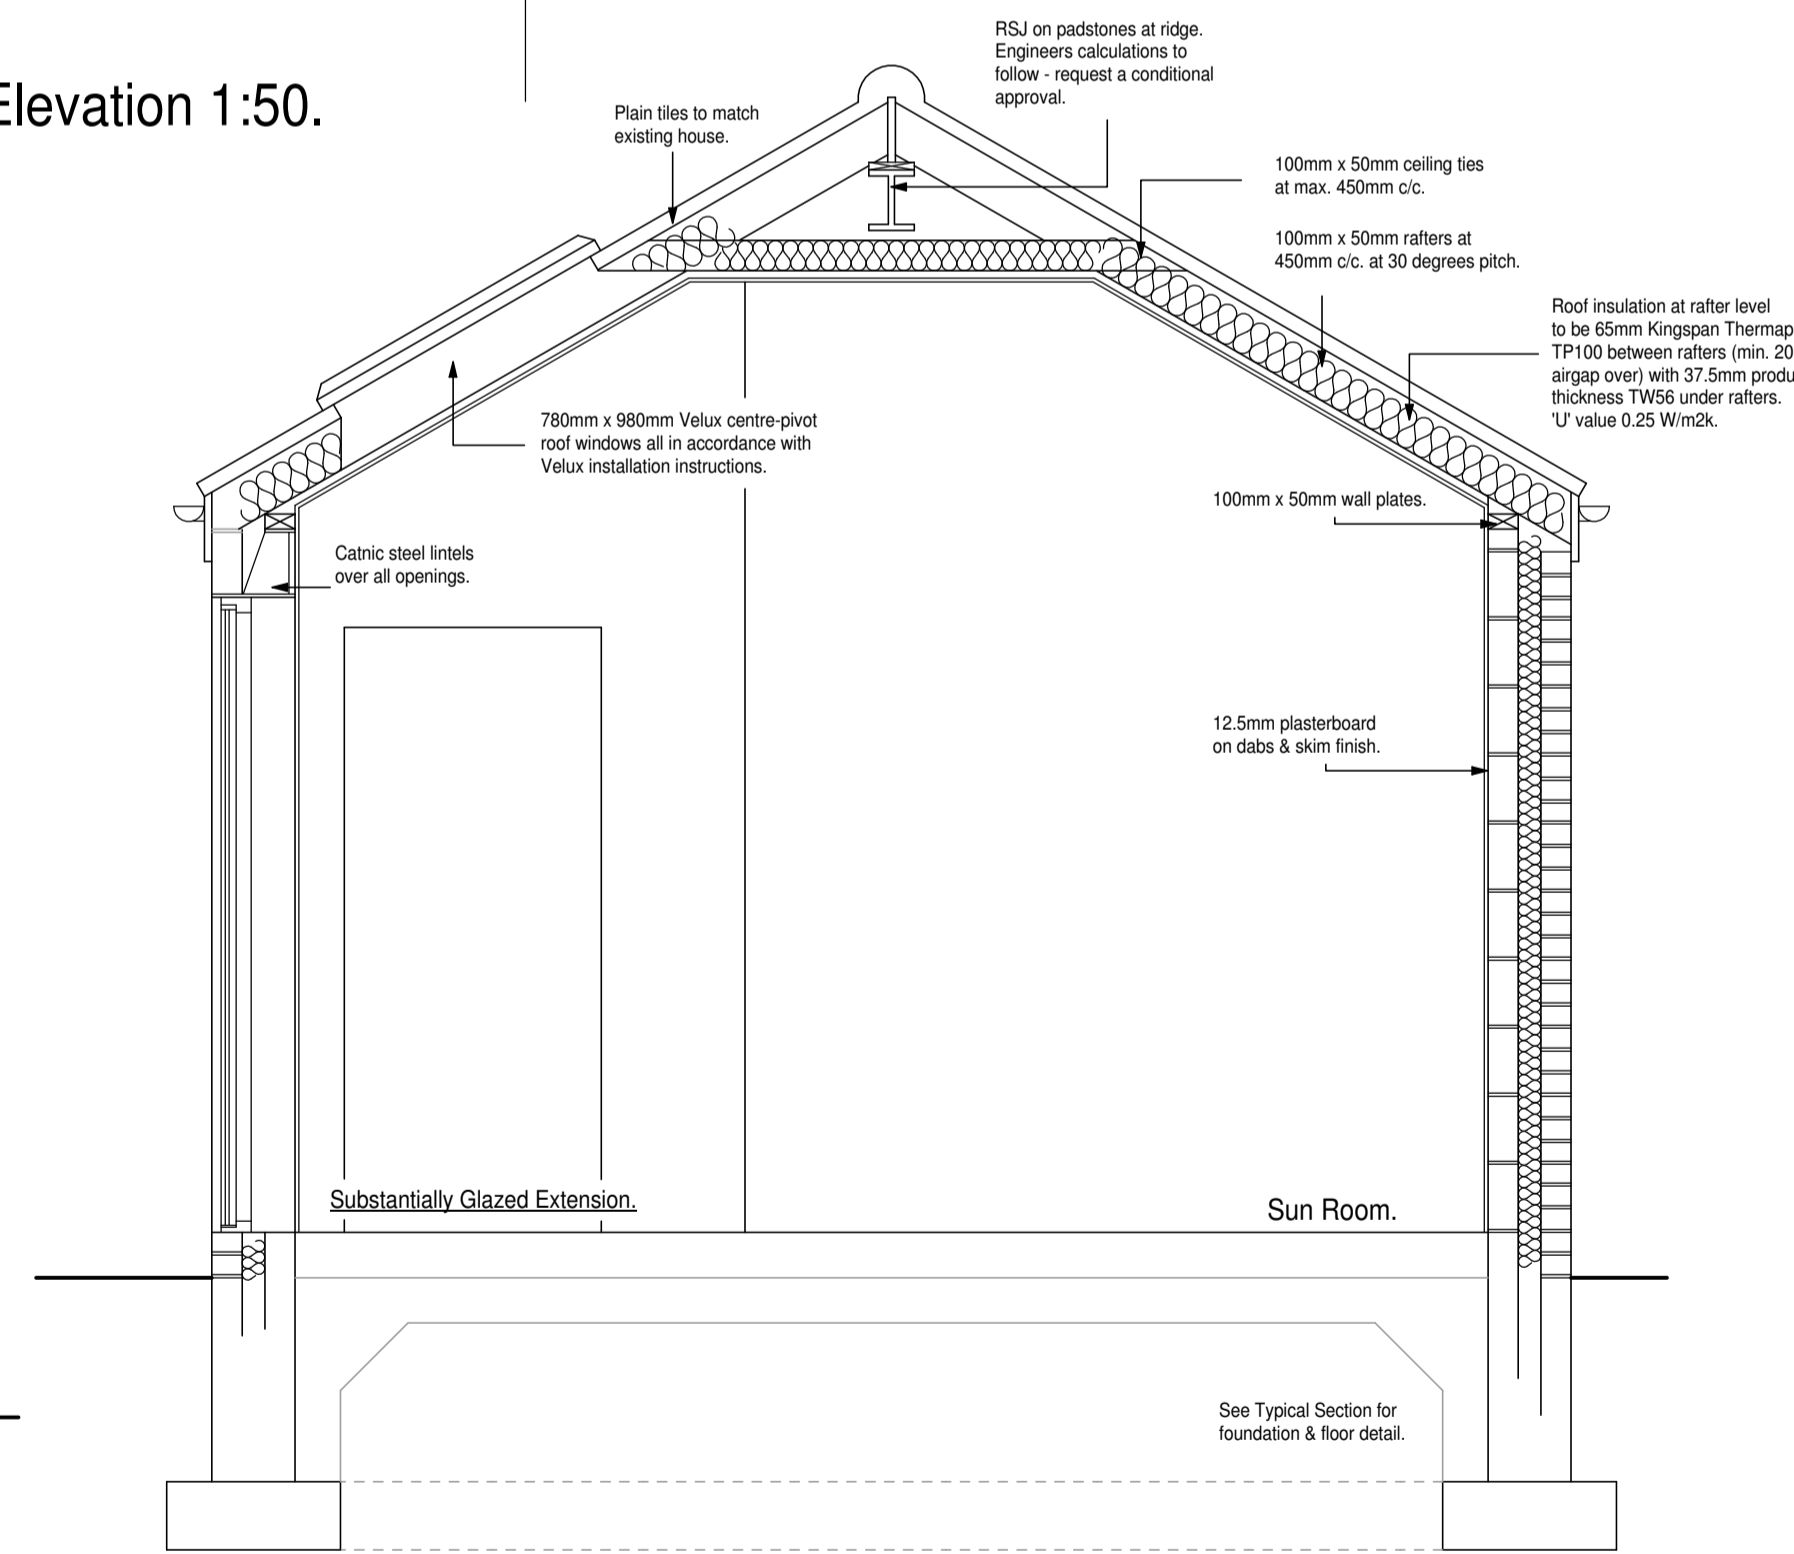 Elevation 1:50.
RSJ on padstones at ridge.
Engineers calculations to
follow - request a conditional
approval.
Plain tiles to match
existing house.
100mm x 50mm ceiling ties
at max. 450mm c/c.
100mm x 50mm rafters at
450mm c/c. at 30 degrees pitch.
Roof insulation at rafter level
to be 65mm Kingspan Thermap
TP100 between rafters (min. 20
airgap over) with 37.5mm produ
thickness TW56 under rafters.
'U' value 0.25 W/m2k.
780mm x 980mm Velux centre-pivot
roof windows all in accordance with
Velux installation instructions.
100mm x 50mm wall plates.
Catnic steel lintels
over all openings.
12.5mm plasterboard
on dabs & skim finish.
Substantially Glazed Extension.
Sun Room.
See Typical Section for
foundation & floor detail.